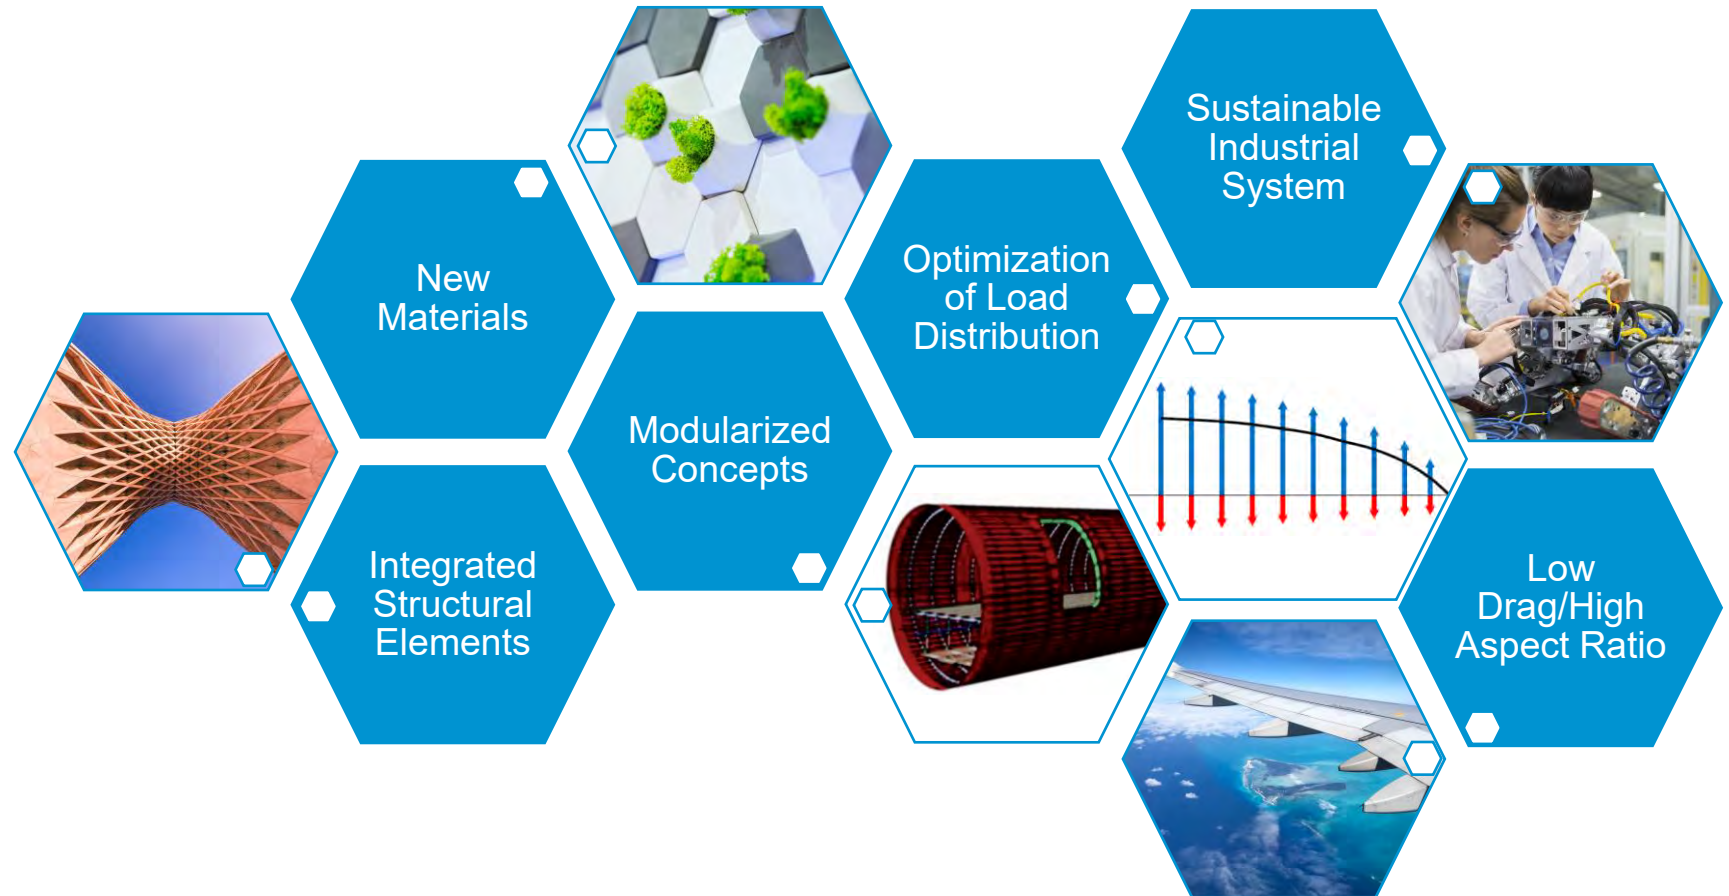 New
Materials
Integrated
Structural
Elements
Modularized
Concepts
Optimization
of Load
Distribution
Sustainable
Industrial
System
Low
Drag/High
Aspect Ratio